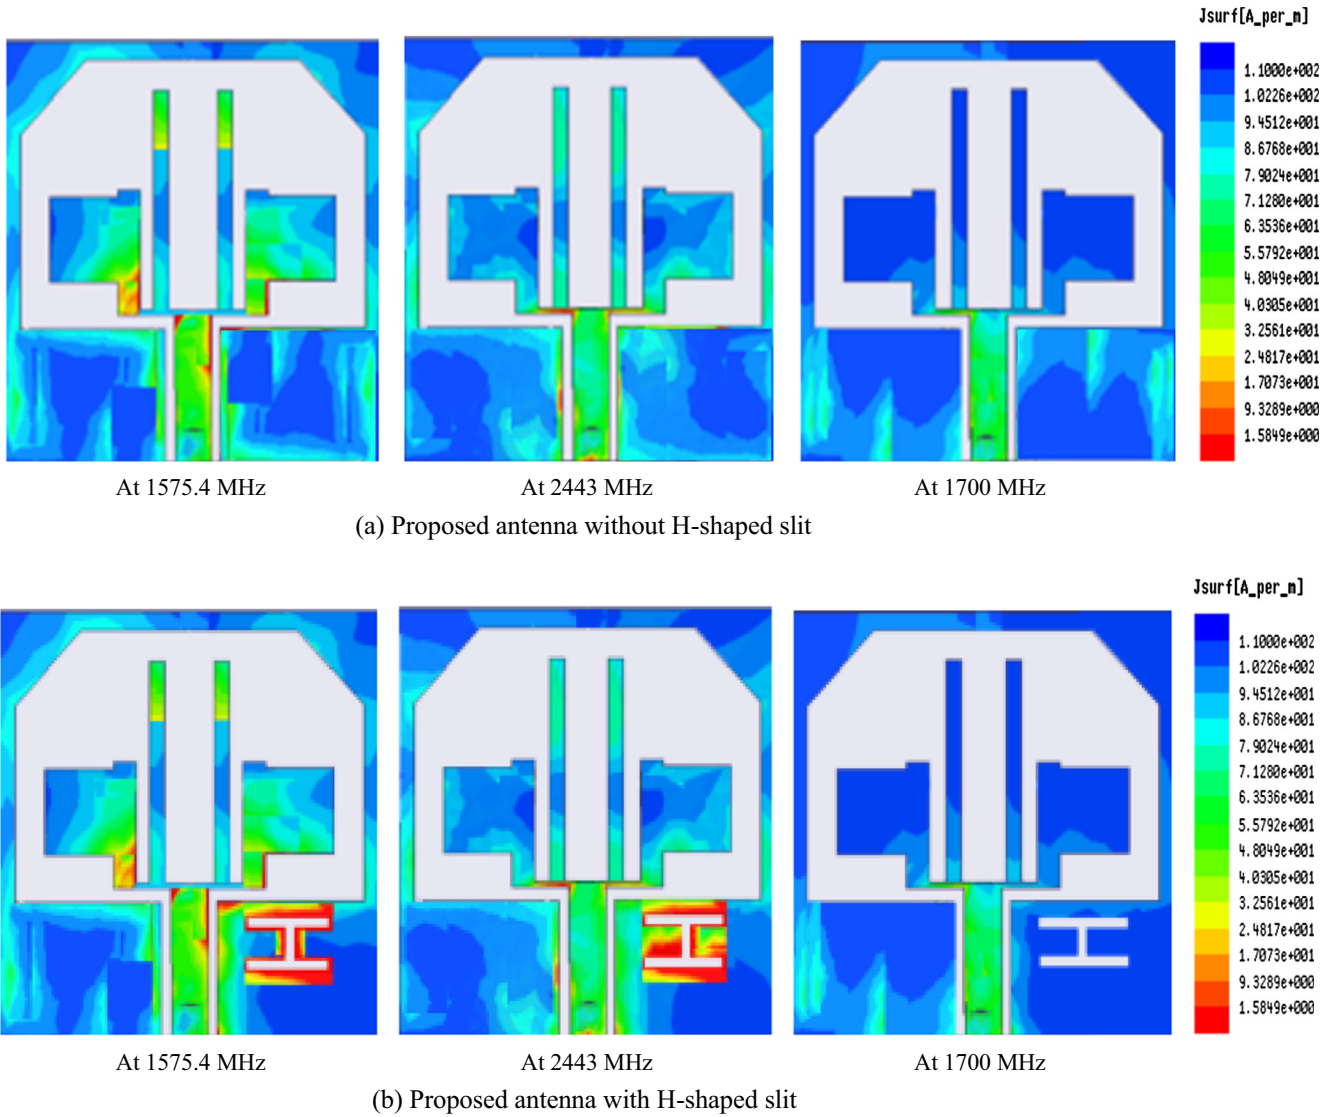 Jsurf[A_per_m]
1.1000e+002
1.0226e+002
9.4512e+001
8.6768e+001
7.9024e+001
7.1280e+001
6.3536e+001
5.5792e+001
4.8049e+001
4.0305e+001
3.2561e+001
2.4817e+001
1.7073e+001
9.3289e+000
1.5849e+000
At 1575.4 MHz
At 2443 MHz
At 1700 MHz
(a) Proposed antenna without H-shaped slit
Jsurf[A_per_m]
1.1000e+002
1.0226e+002
9.4512e+001
8.6768e+001
7.9024e+001
7.1280e+001
6.3536e+001
5.5792e+001
4.8049e+001
4.0305e+001
3.2561e+001
2.4817e+001
1.7073e+001
9.3289e+000
1.5849e+000
At 1575.4 MHz
At 2443 MHz
At 1700 MHz
(b) Proposed antenna with H-shaped slit